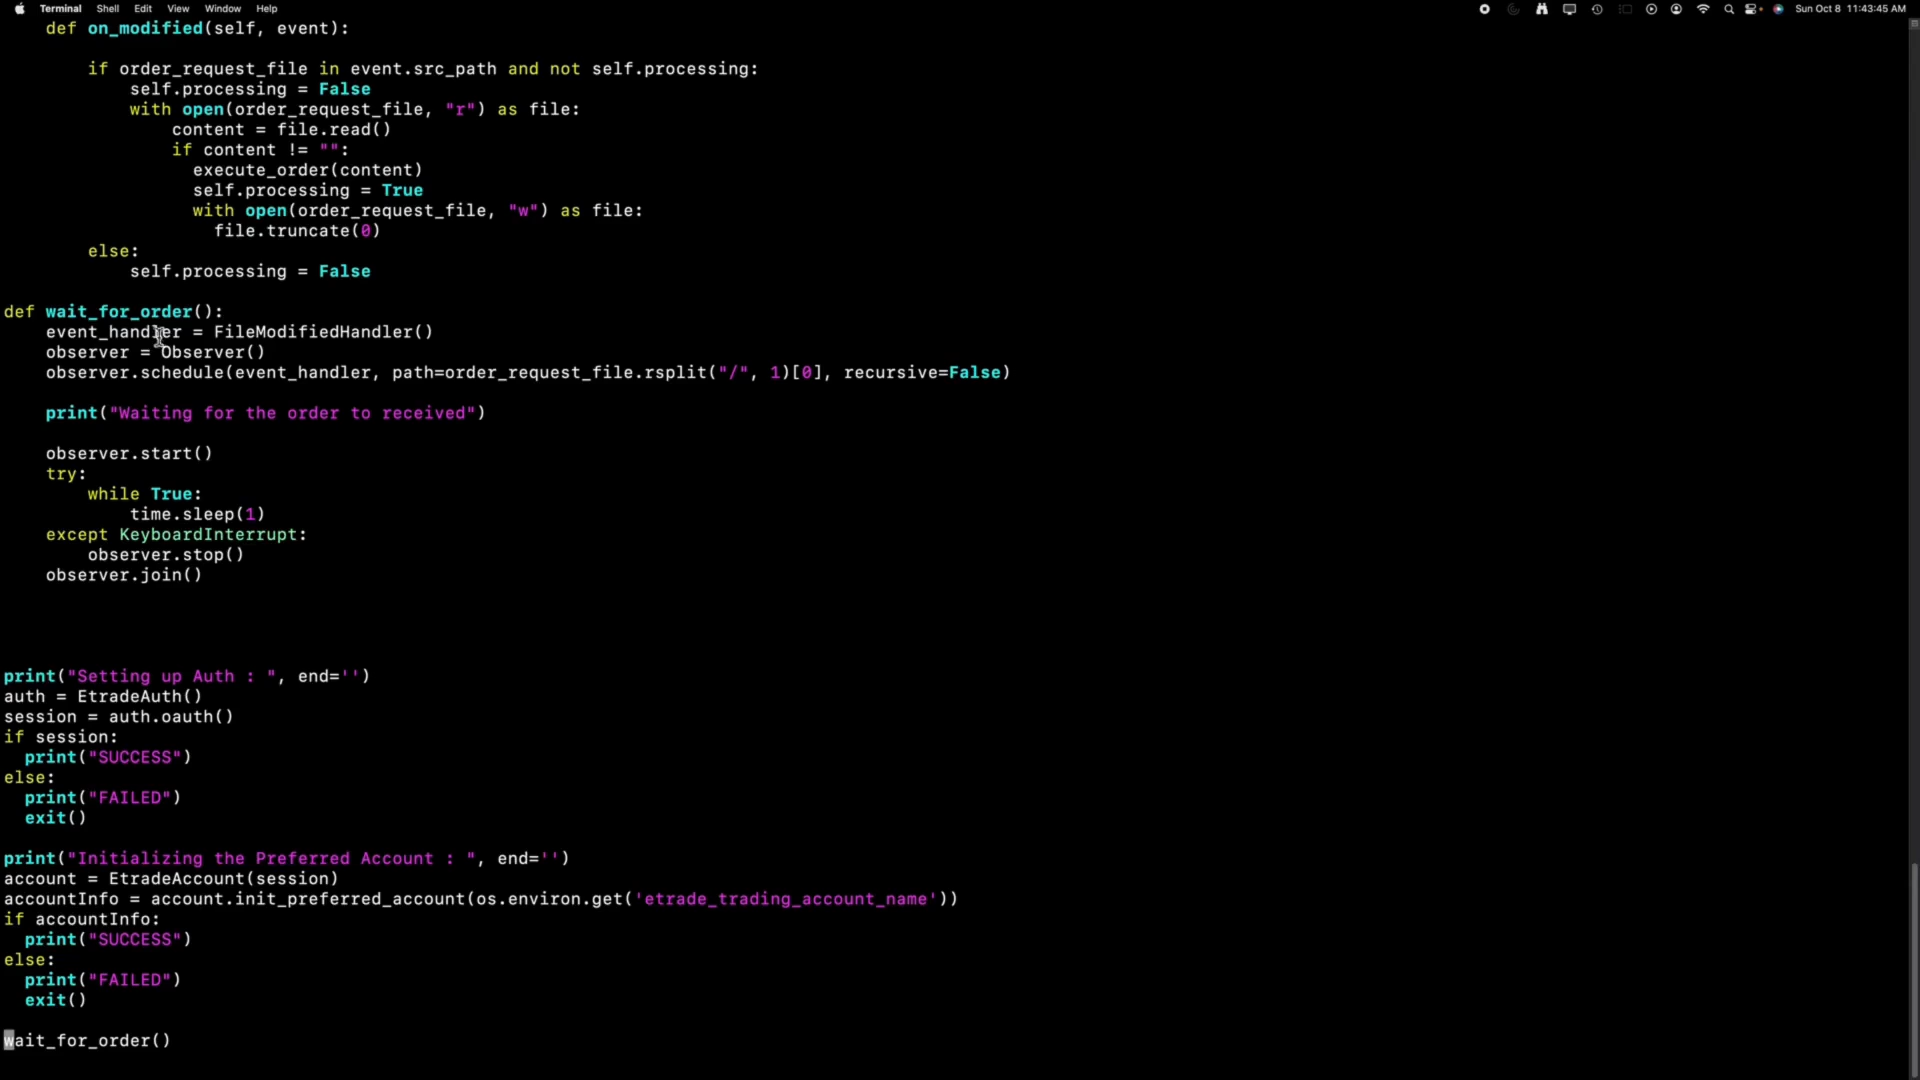 Terminal Shell Edit View Window Help Sun Oct 8 11:43:45 AM
    def on_modified(self, event):
        if order_request_file in event.src_path and not self.processing:
            self.processing = False
            with open(order_request_file, "r") as file:
                content = file.read()
                if content != "":
                  execute_order(content)
                  self.processing = True
                  with open(order_request_file, "w") as file:
                    file.truncate(0)
        else:
            self.processing = False
def wait_for_order():
    event_handler = FileModifiedHandler()
    observer = Observer()
    observer.schedule(event_handler, path=order_request_file.rsplit("/", 1)[0], recursive=False)
    print("Waiting for the order to received")
    observer.start()
    try:
        while True:
            time.sleep(1)
    except KeyboardInterrupt:
        observer.stop()
    observer.join()
print("Setting up Auth : ", end='')
auth = EtradeAuth()
session = auth.oauth()
if session:
  print("SUCCESS")
else:
  print("FAILED")
  exit()
print("Initializing the Preferred Account : ", end='')
account = EtradeAccount(session)
accountInfo = account.init_preferred_account(os.environ.get('etrade_trading_account_name'))
if accountInfo:
  print("SUCCESS")
else:
  print("FAILED")
  exit()
wait_for_order()